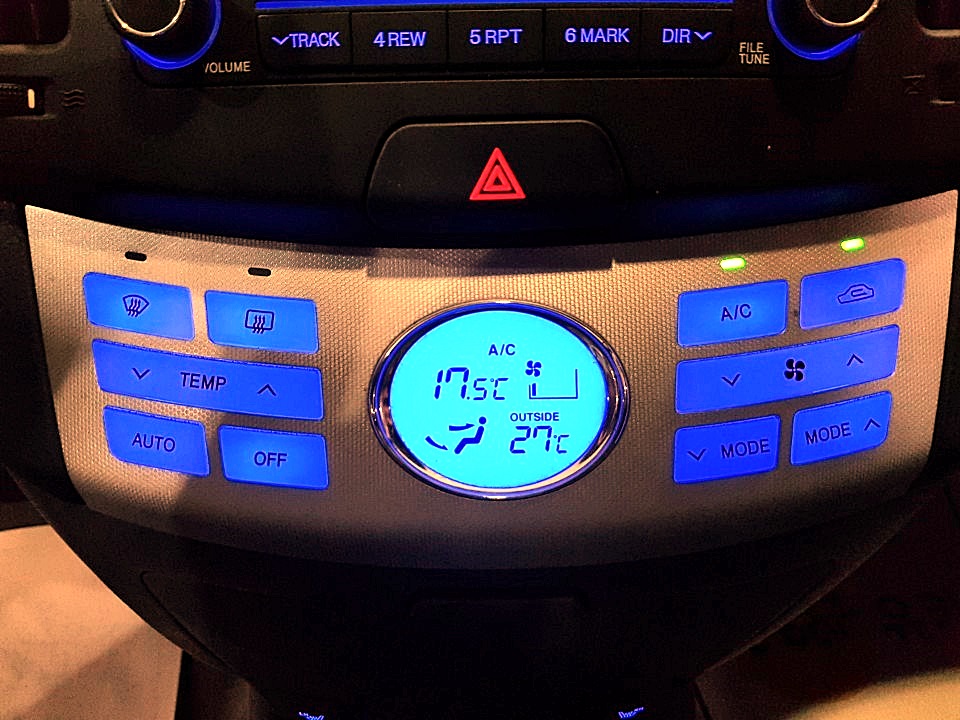 TRACK 4 REW 5 RPT 6 MARK DIR
VOLUME
FILE
TUNE
A/C
A/C
17.5°C
TEMP
OUTSIDE
27°C
AUTO
OFF
MODE
MODE